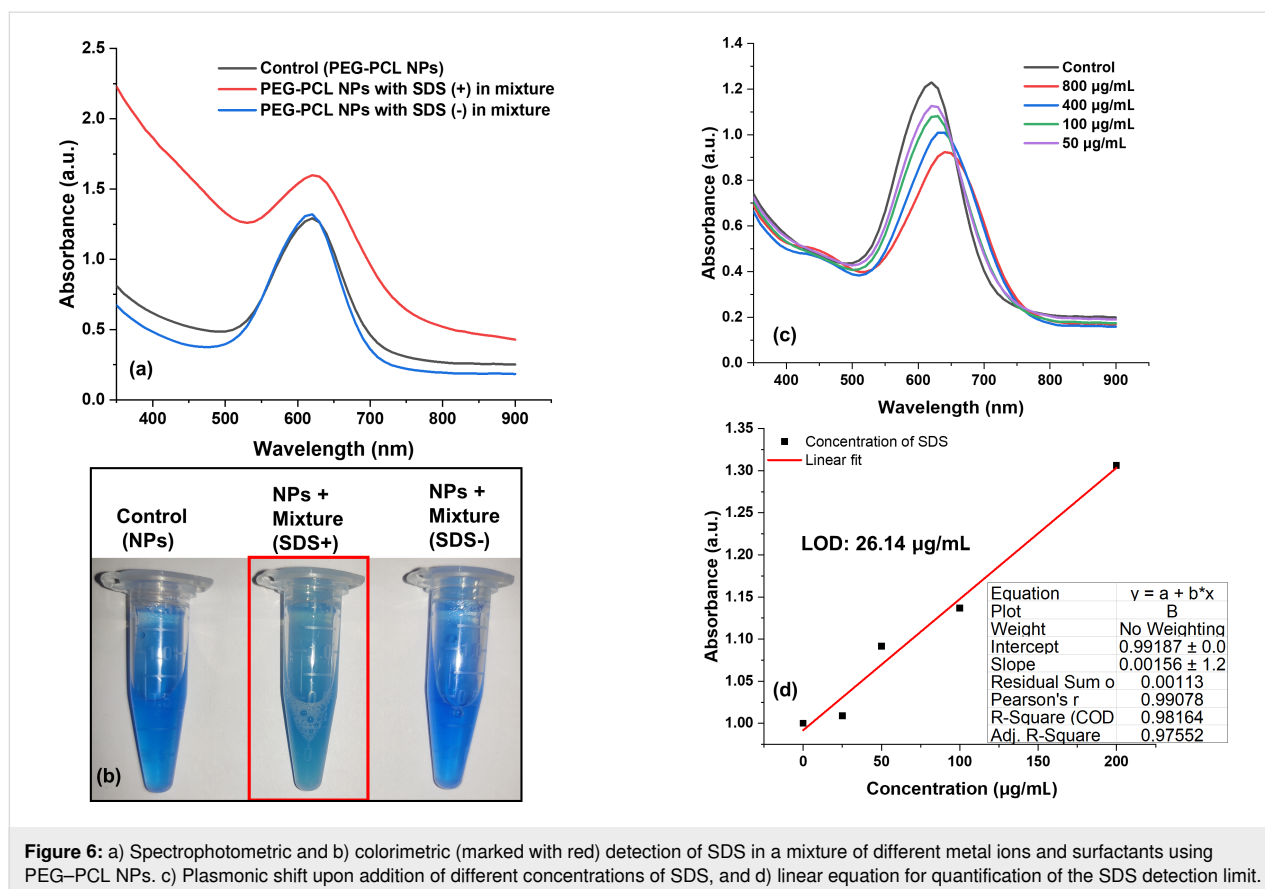 2.5
2.0
1.5
1.0
0.5
0.0
Absorbance (a.u.)
Control (PEG-PCL NPs)
PEG-PCL NPs with SDS (+) in mixture
PEG-PCL NPs with SDS (-) in mixture
(a)
400 500 600 700 800 900
Wavelength (nm)
Control
(NPs)
NPs +
Mixture
(SDS+)
NPs +
Mixture
(SDS-)
(b)
1.4
1.2
1.0
0.8
0.6
0.4
0.2
0.0
Absorbance (a.u.)
Control
800 µg/mL
400 µg/mL
100 µg/mL
50 µg/mL
(c)
400 500 600 700 800 900
Wavelength (nm)
1.35
1.30
1.25
1.20
1.15
1.10
1.05
1.00
Absorbance (a.u.)
Concentration of SDS
Linear fit
LOD: 26.14 µg/mL
Equation y = a + b*x
Plot B
Weight No Weighting
Intercept 0.99187 ± 0.0
Slope 0.00156 ± 1.2
Residual Sum o 0.00113
Pearson's r 0.99078
R-Square (COD 0.98164
Adj. R-Square 0.97552
(d)
0 50 100 150 200
Concentration (µg/mL)
Figure 6: a) Spectrophotometric and b) colorimetric (marked with red) detection of SDS in a mixture of different metal ions and surfactants using
PEG–PCL NPs. c) Plasmonic shift upon addition of different concentrations of SDS, and d) linear equation for quantification of the SDS detection limit.